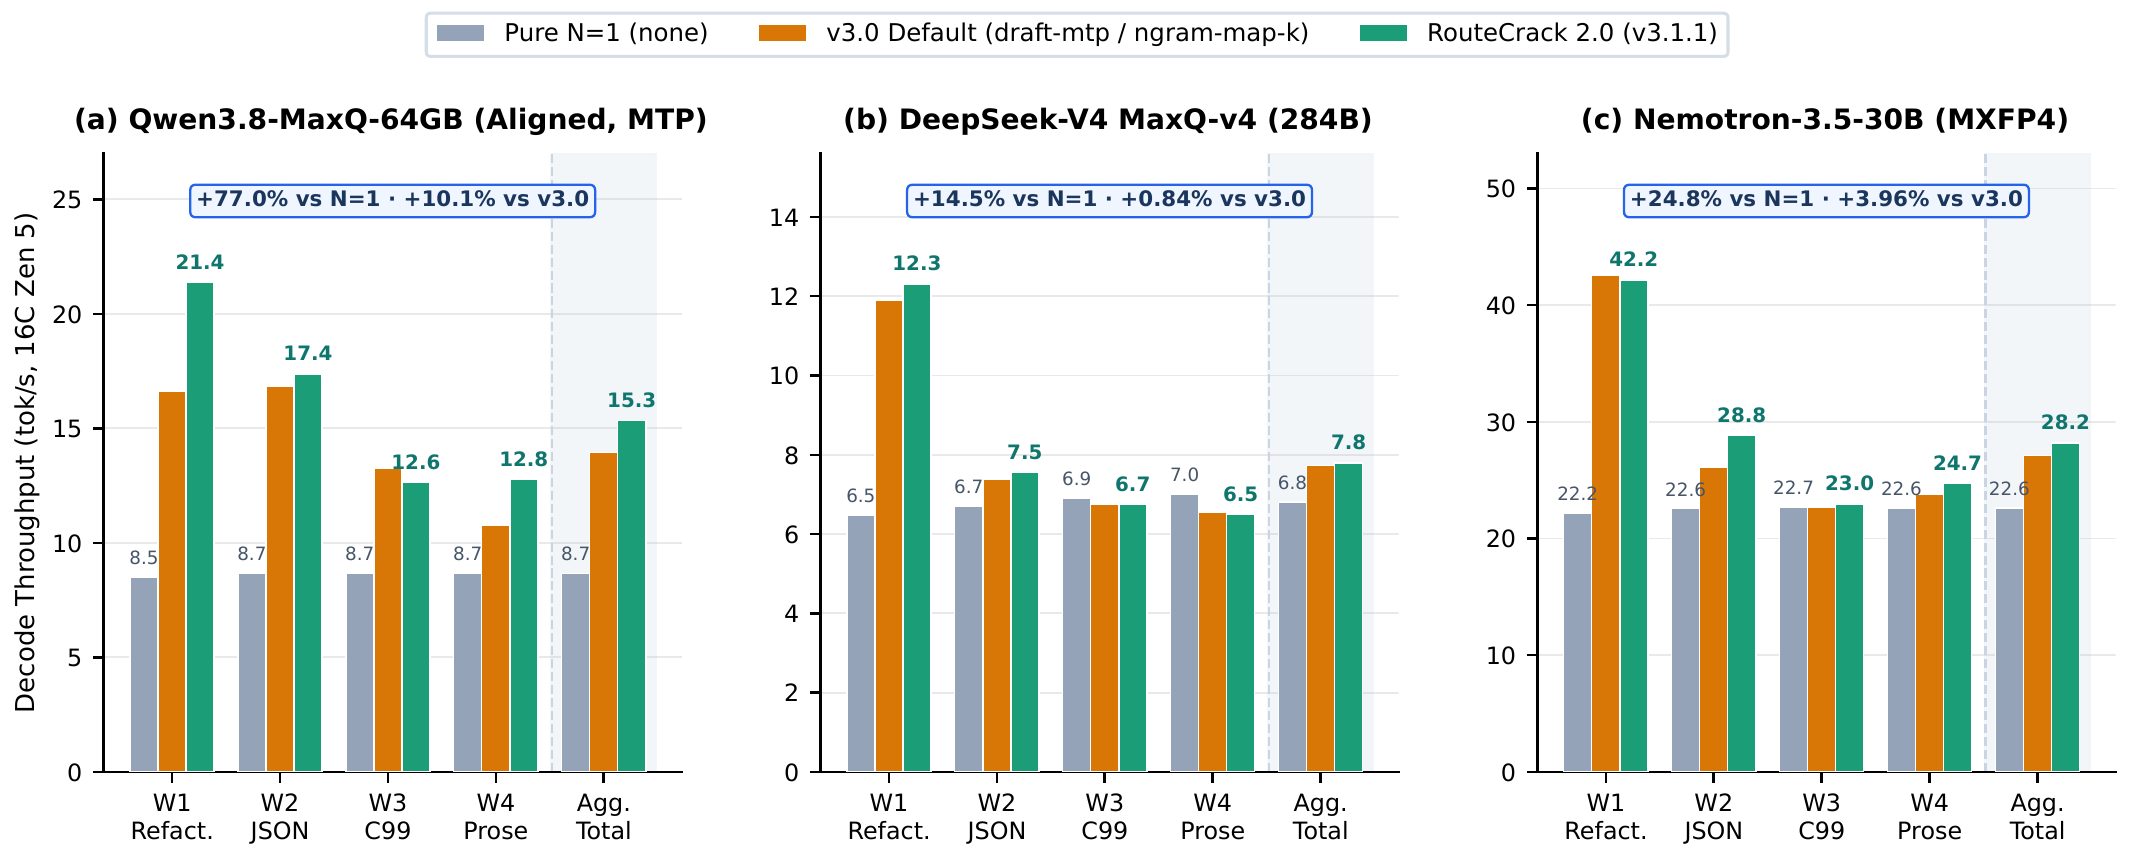 Pure N=1 (none)
v3.0 Default (draft-mtp / ngram-map-k)
RouteCrack 2.0 (v3.1.1)
(a) Qwen3.8-MaxQ-64GB (Aligned, MTP)
Decode Throughput (tok/s, 16C Zen 5)
25
20
15
10
5
0
+77.0% vs N=1 · +10.1% vs v3.0
21.4
17.4
12.6
12.8
15.3
8.5
8.7
8.7
8.7
8.7
W1
Refact.
W2
JSON
W3
C99
W4
Prose
Agg.
Total
(b) DeepSeek-V4 MaxQ-v4 (284B)
14
12
10
8
6
4
2
0
+14.5% vs N=1 · +0.84% vs v3.0
12.3
7.5
6.7
6.5
7.8
6.5
6.7
6.9
7.0
6.8
W1
Refact.
W2
JSON
W3
C99
W4
Prose
Agg.
Total
(c) Nemotron-3.5-30B (MXFP4)
50
40
30
20
10
0
+24.8% vs N=1 · +3.96% vs v3.0
42.2
28.8
23.0
24.7
28.2
22.2
22.6
22.7
22.6
22.6
W1
Refact.
W2
JSON
W3
C99
W4
Prose
Agg.
Total